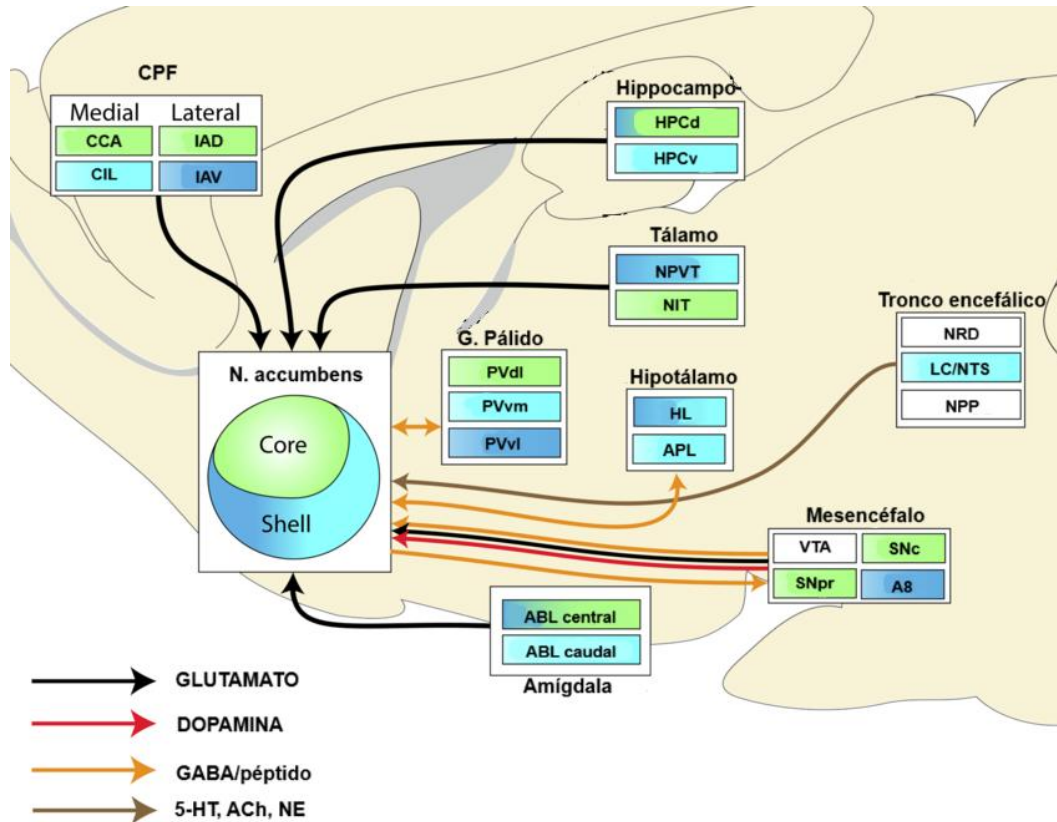 CPF
Medial Lateral
CCA IAD
CIL IAV
Hippocampo-
HPCd
HPCv
Tálamo
NPVT
NIT
Tronco encefálico
NRD
LC/NTS
NPP
G. Pálido
PVdl
PVvm
PVvl
N. accumbens
Core
Shell
Hipotálamo
HL
APL
Mesencéfalo
VTA SNc
SNpr A8
ABL central
ABL caudal
Amígdala
GLUTAMATO
DOPAMINA
GABA/péptido
5-HT, ACh, NE